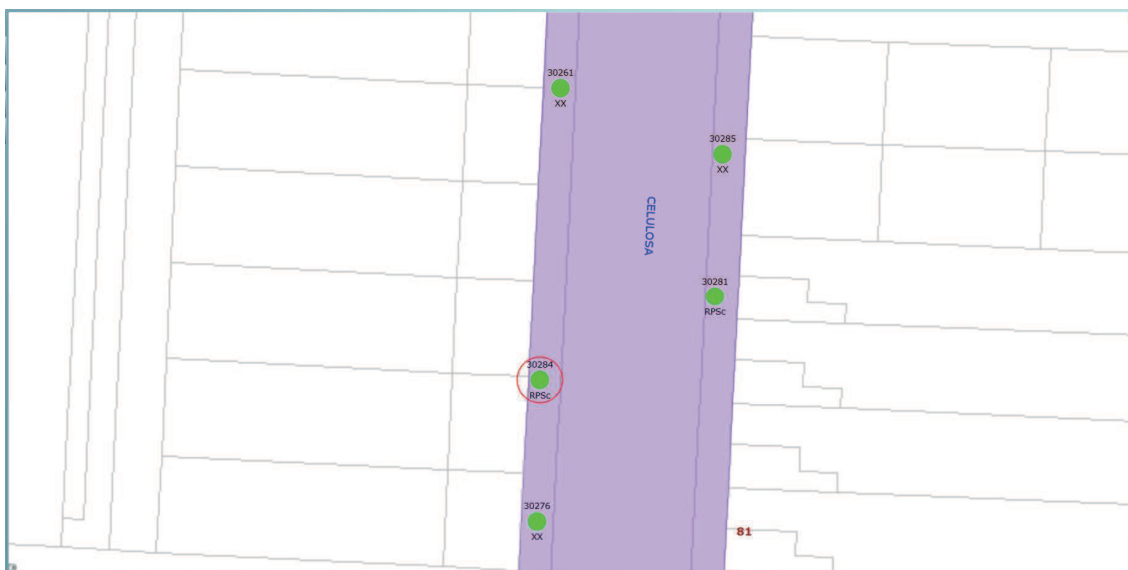 30261
XX
30285
XX
CELULOSA
30281
RPSc
30284
RPSc
30276
XX
81